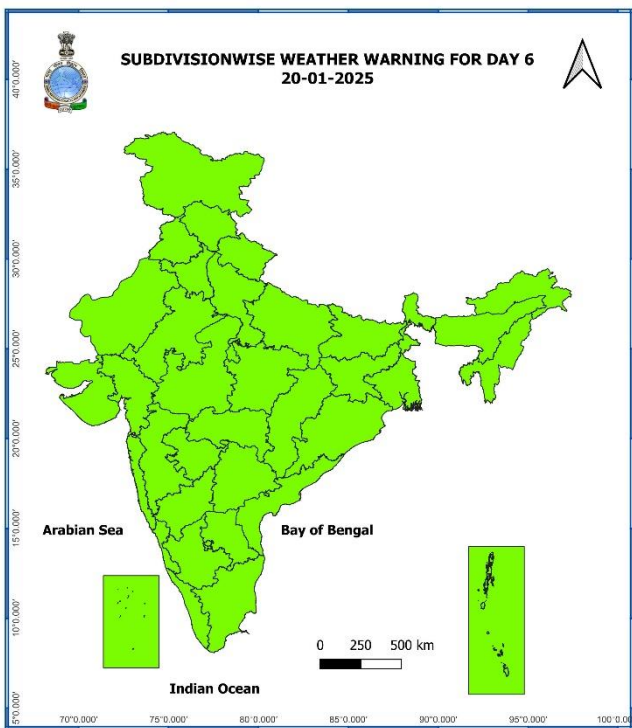 SUBDIVISIONWISE WEATHER WARNING FOR DAY 6
20-01-2025
40°0.000'
35°0.000'
30°0.000'
25°0.000'
20°0.000'
15°0.000'
10°0.000'
5°0.000'
Arabian Sea
Bay of Bengal
0 250 500 km
Indian Ocean
70°0.000' 75°0.000' 80°0.000' 85°0.000' 90°0.000' 95°0.000' 100°0.000'